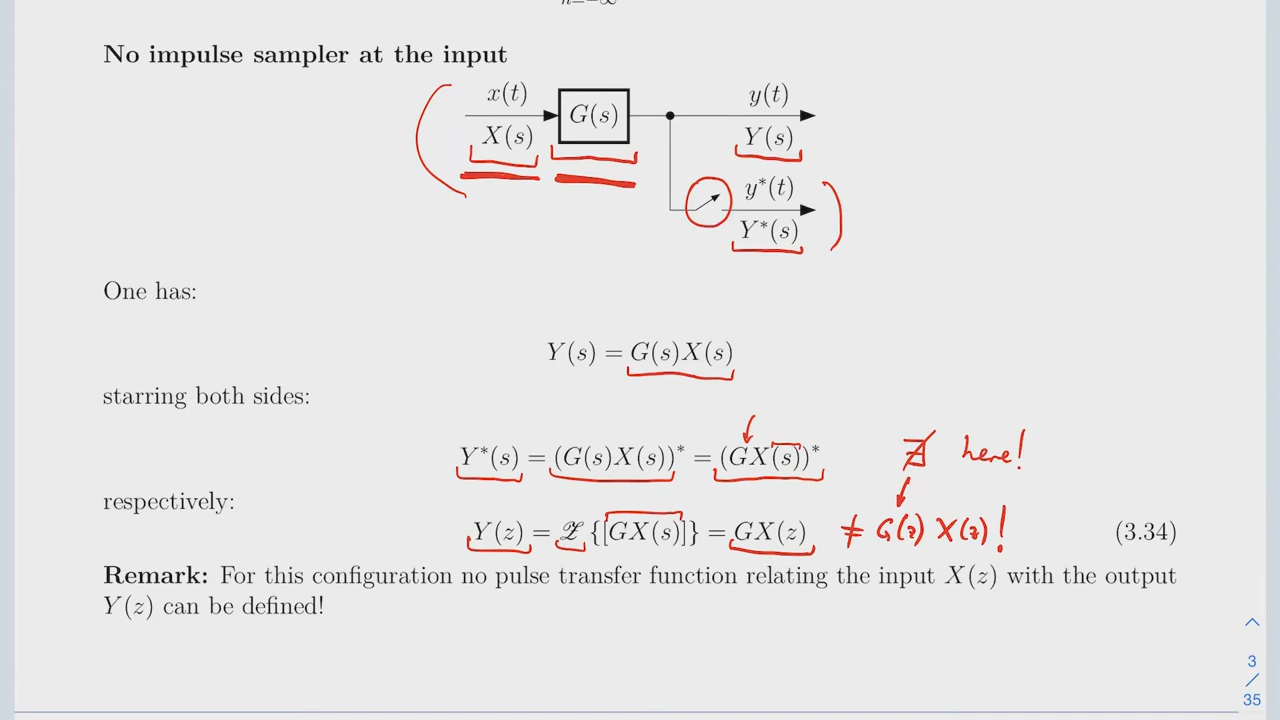 No impulse sampler at the input
x(t)
X(s)
G(s)
y(t)
Y(s)
y*(t)
Y*(s)
One has:
Y(s) = G(s)X(s)
starring both sides:
Y*(s) = (G(s)X(s))* = (GX(s))* ∄ here!
respectively:
Y(z) = 𝒵{[GX(s)]} = GX(z) ≠ G(z) X(z)! (3.34)
Remark: For this configuration no pulse transfer function relating the input X(z) with the output
Y(z) can be defined!
3
/
35